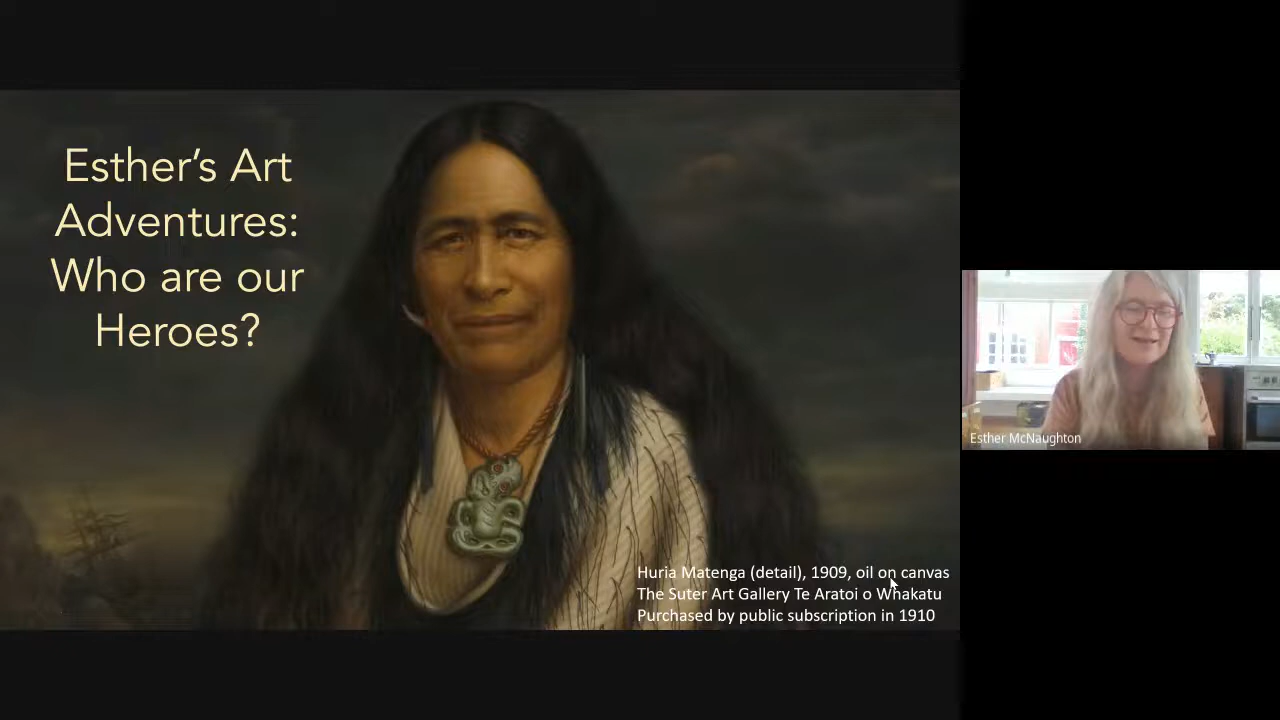 Esther's Art
Adventures:
Who are our
Heroes?
Huria Matenga (detail), 1909, oil on canvas
The Suter Art Gallery Te Aratoi o Whakatu
Purchased by public subscription in 1910
Esther McNaughton